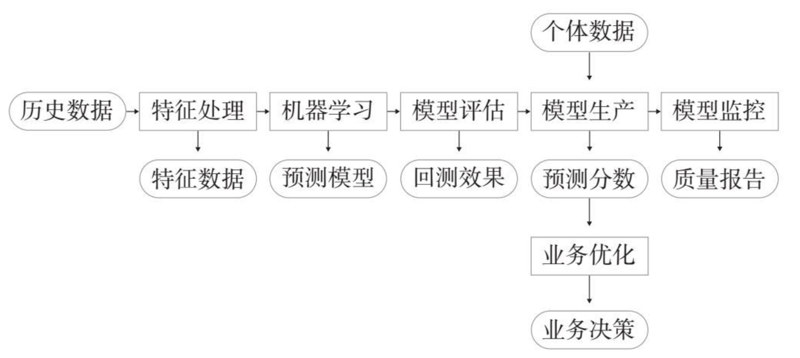 个体数据
历史数据 特征处理 机器学习 模型评估 模型生产 模型监控
特征数据 预测模型 回测效果 预测分数 质量报告
业务优化
业务决策